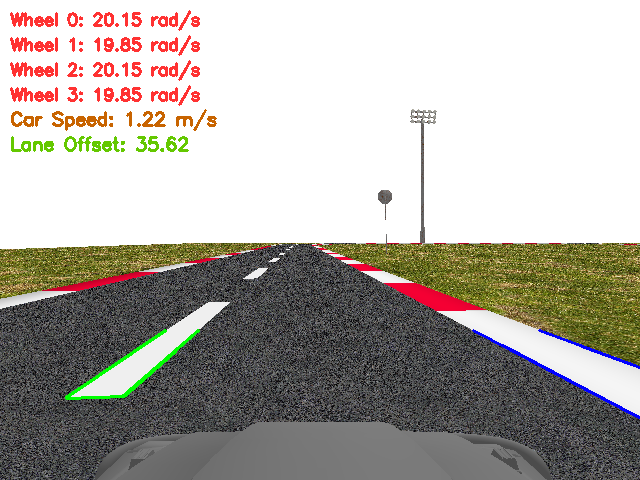 Wheel 0: 20.15 rad/s
Wheel 1: 19.85 rad/s
Wheel 2: 20.15 rad/s
Wheel 3: 19.85 rad/s
Car Speed: 1.22 m/s
Lane Offset: 35.62